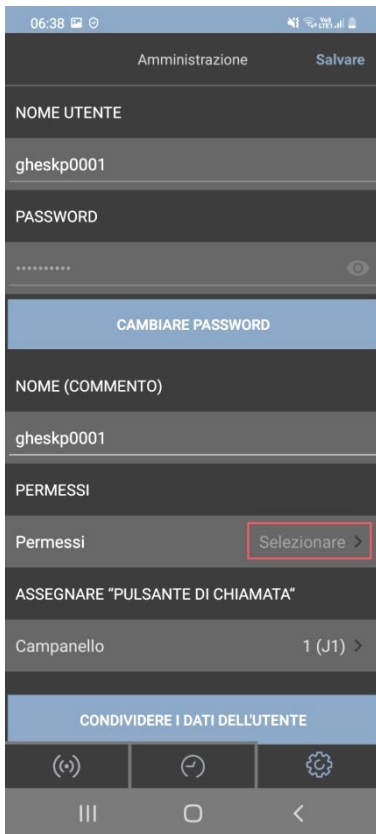 06:38
Amministrazione Salvare
NOME UTENTE
gheskp0001
PASSWORD
••••••••••
CAMBIARE PASSWORD
NOME (COMMENTO)
gheskp0001
PERMESSI
Permessi Selezionare >
ASSEGNARE “PULSANTE DI CHIAMATA”
Campanello 1 (J1) >
CONDIVIDERE I DATI DELL'UTENTE